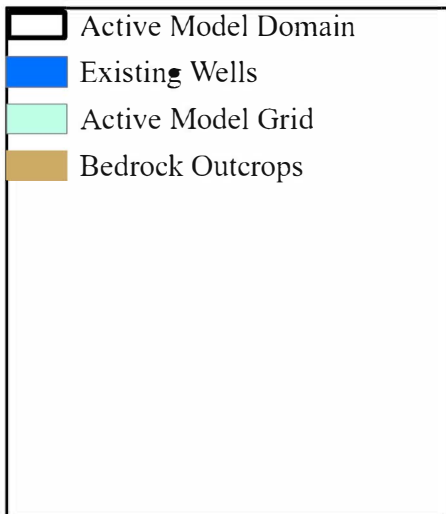 Active Model Domain
Existing Wells
Active Model Grid
Bedrock Outcrops